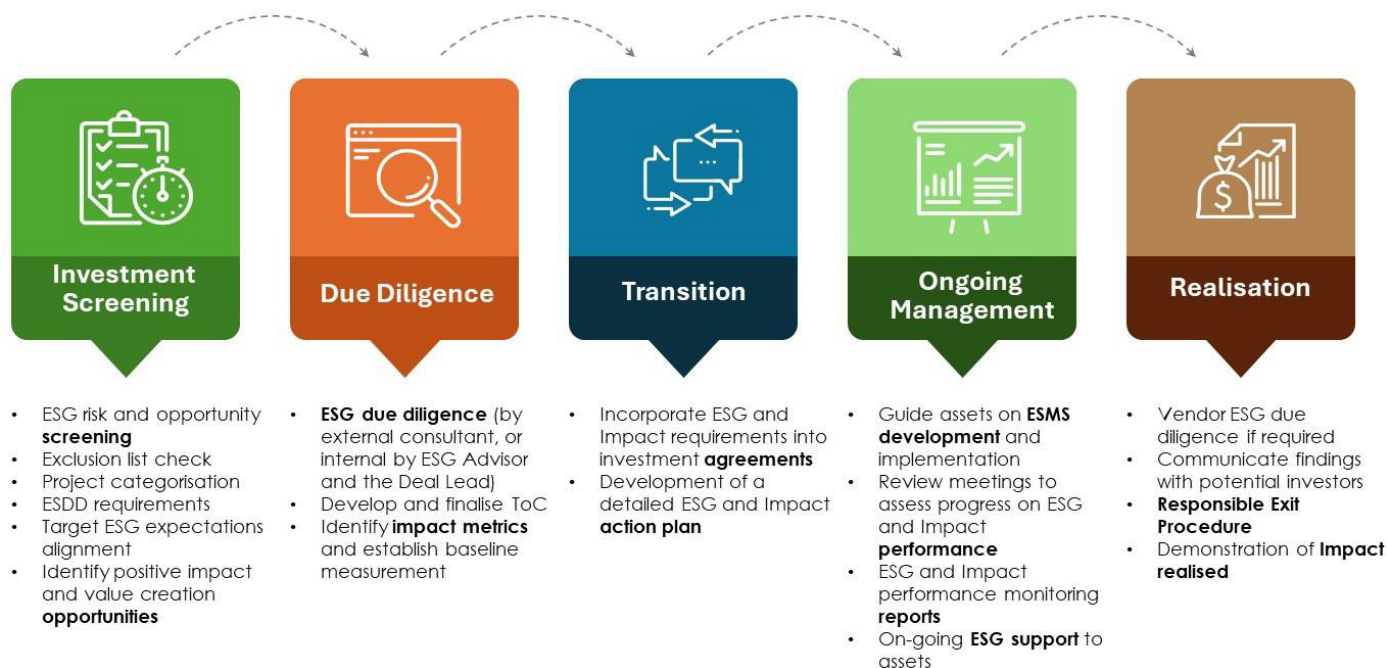 Investment
Screening
Due Diligence
Transition
Ongoing
Management
Realisation
• ESG risk and opportunity
screening
• Exclusion list check
• Project categorisation
• ESDD requirements
• Target ESG expectations
alignment
• Identify positive impact
and value creation
opportunities
• ESG due diligence (by
external consultant, or
internal by ESG Advisor
and the Deal Lead)
• Develop and finalise ToC
• Identify impact metrics
and establish baseline
measurement
• Incorporate ESG and
Impact requirements into
investment agreements
• Development of a
detailed ESG and Impact
action plan
• Guide assets on ESMS
development and
implementation
• Review meetings to
assess progress on ESG
and Impact
performance
• ESG and Impact
performance monitoring
reports
• On-going ESG support to
assets
• Vendor ESG due
diligence if required
• Communicate findings
with potential investors
• Responsible Exit
Procedure
• Demonstration of Impact
realised